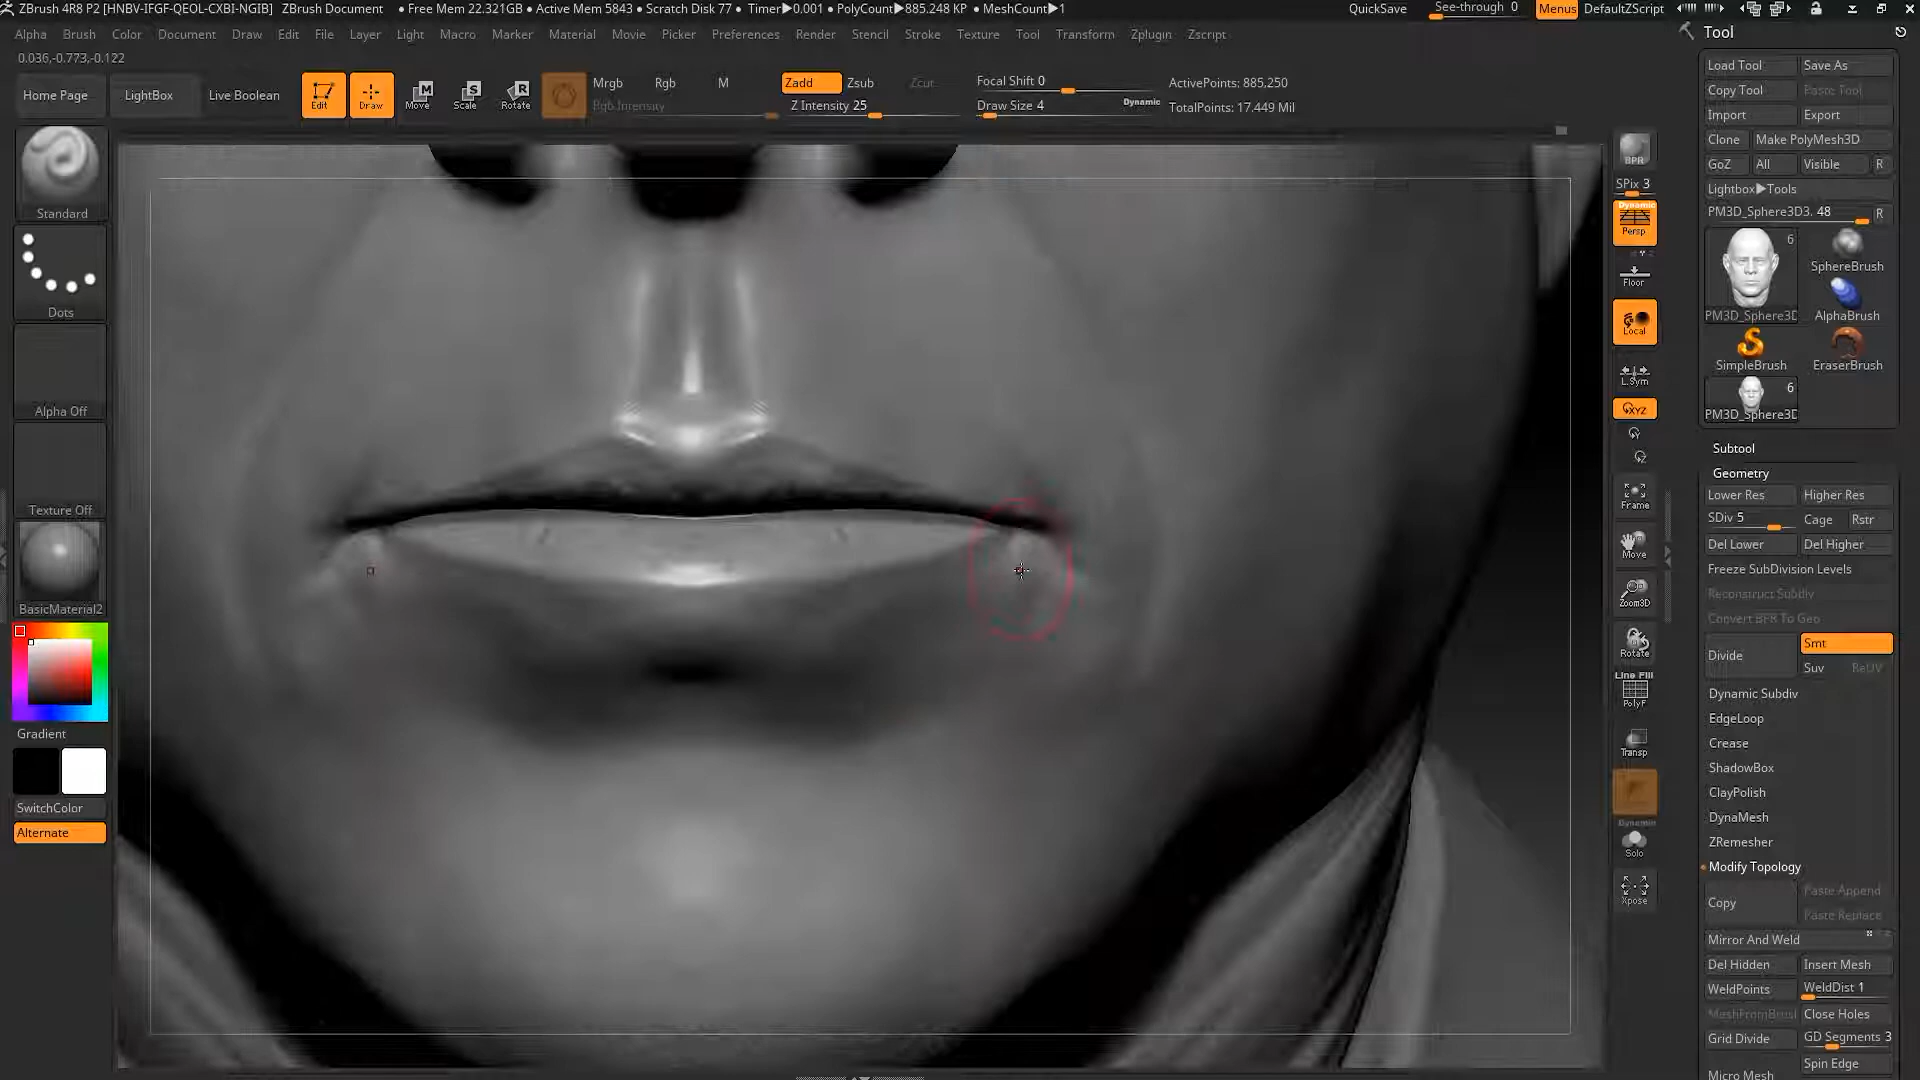 ZBrush 4R8 P2 [HNBV-IFGF-QEOL-CXBI-NGIB] ZBrush Document • Free Mem 22.321GB • Active Mem 5843 • Scratch Disk 77 • Timer▶0.001 • PolyCount▶885.248 KP • MeshCount▶1 QuickSave See-through 0 Menus DefaultZScript
Alpha Brush Color Document Draw Edit File Layer Light Macro Marker Material Movie Picker Preferences Render Stencil Stroke Texture Tool Transform Zplugin Zscript
0.036,-0.773,-0.122
Home Page LightBox Live Boolean Edit Draw Move Scale Rotate
Mrgb Rgb M Zadd Zsub Zcut Focal Shift 0 ActivePoints: 885,250
Rgb Intensity Z Intensity 25 Draw Size 4 Dynamic TotalPoints: 17.449 Mil
Standard
Dots
Alpha Off
Texture Off
BasicMaterial2
Gradient
SwitchColor
Alternate
BPR
SPix 3
Dynamic
Persp
Floor
Local
L.Sym
XYZ
Y
Z
Frame
Move
Zoom3D
Rotate
Line Fill
PolyF
Transp
Dynamic
Solo
Xpose
Tool
Load Tool Save As
Copy Tool Paste Tool
Import Export
Clone Make PolyMesh3D
GoZ All Visible R
Lightbox▶Tools
PM3D_Sphere3D3. 48 R
6
SphereBrush
PM3D_Sphere3D AlphaBrush
SimpleBrush EraserBrush
6
PM3D_Sphere3D
Subtool
Geometry
Lower Res Higher Res
SDiv 5 Cage Rstr
Del Lower Del Higher
Freeze SubDivision Levels
Reconstruct Subdiv
Convert BPR To Geo
Divide Smt
Suv ReUV
Dynamic Subdiv
EdgeLoop
Crease
ShadowBox
ClayPolish
DynaMesh
ZRemesher
Modify Topology
Copy Paste Append
Paste Replace
Mirror And Weld
Del Hidden Insert Mesh
WeldPoints WeldDist 1
MeshFromBrus Close Holes
Grid Divide GD Segments 3
Micro Mesh Spin Edge